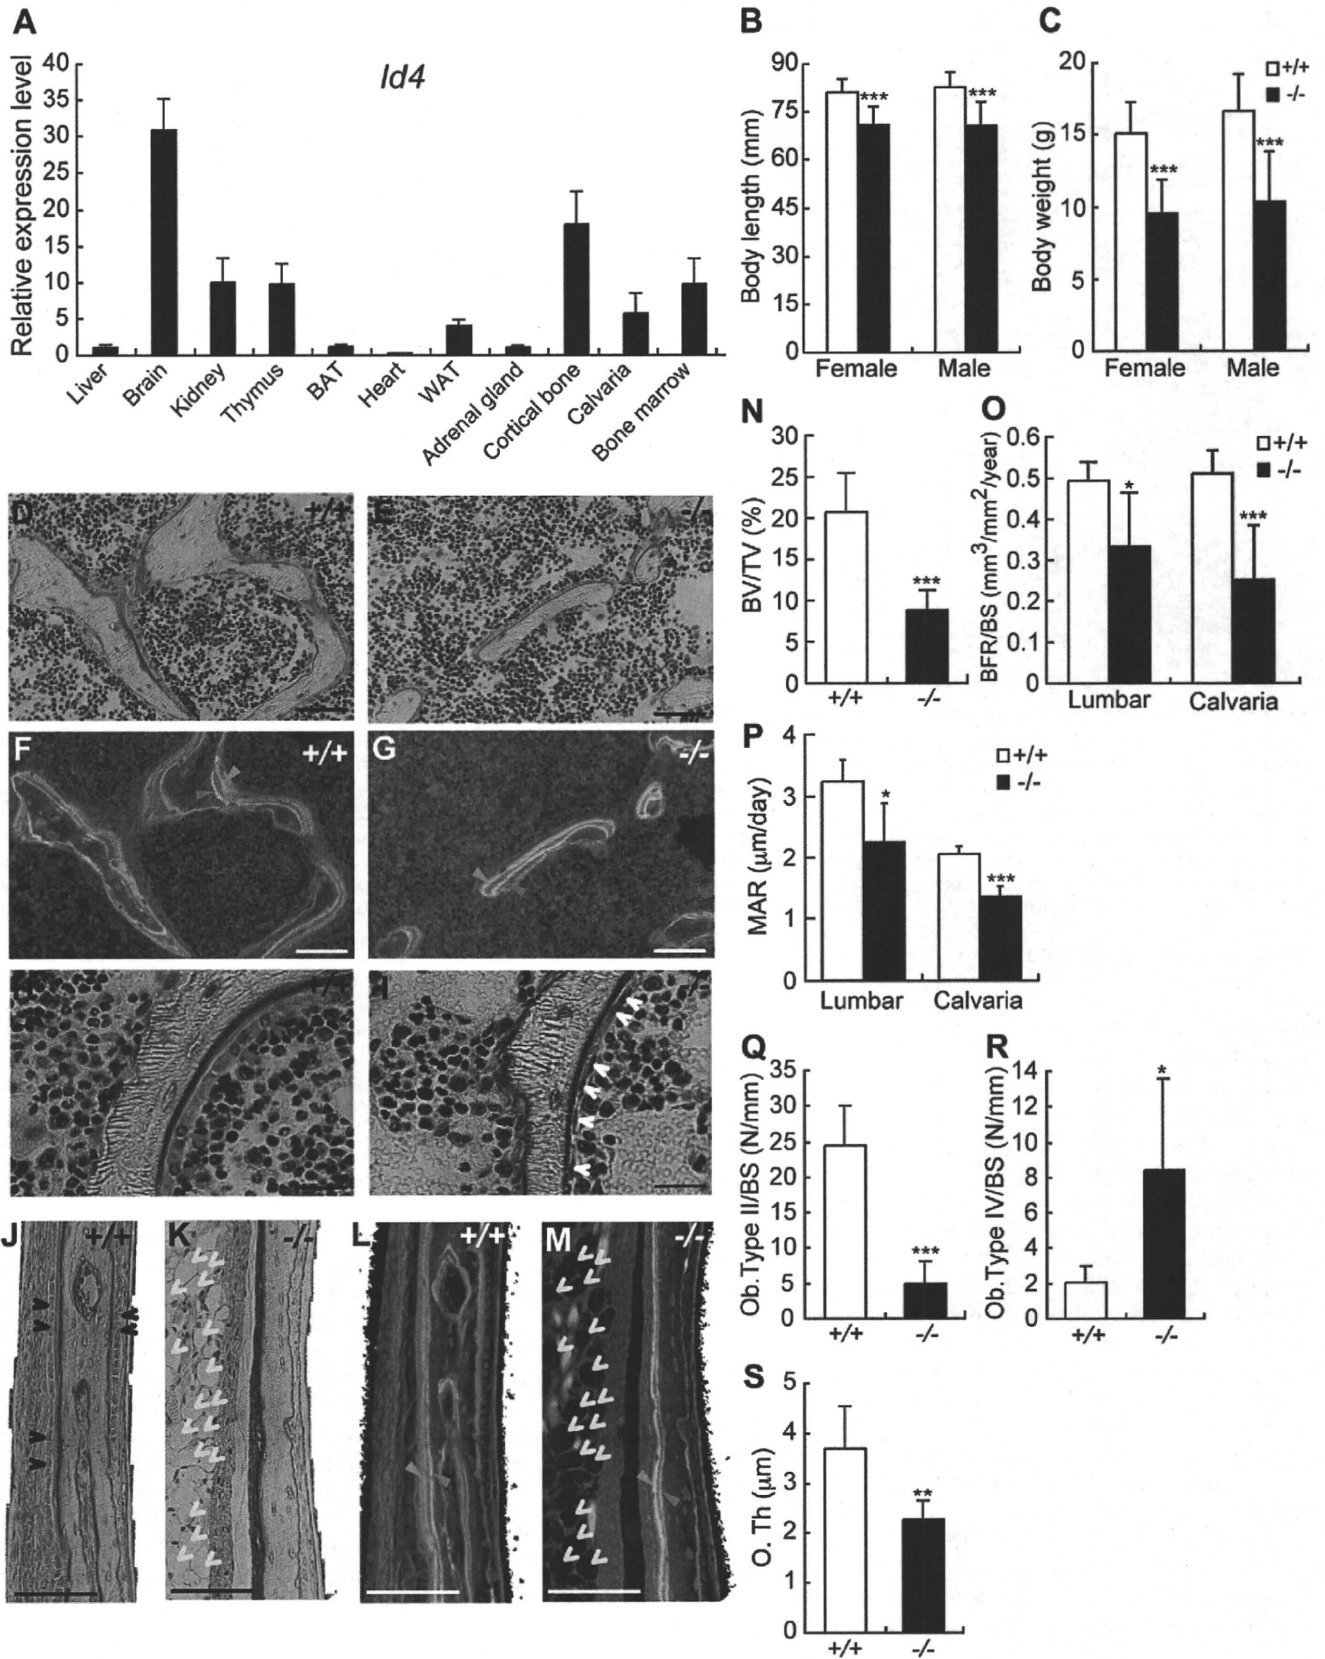 A
Id4
Relative expression level
40
35
30
25
20
15
10
5
0
Liver
Brain
Kidney
Thymus
BAT
Heart
WAT
Adrenal gland
Cortical bone
Calvaria
Bone marrow
B
Body length (mm)
90
75
60
45
30
15
0
***
***
Female
Male
C
Body weight (g)
20
15
10
5
0
+/+
-/-
***
***
Female
Male
D
+/+
E
-/-
F
+/+
G
-/-
J
+/+
K
-/-
L
+/+
M
-/-
N
BV/TV (%)
30
25
20
15
10
5
0
***
+/+
-/-
O
BFR/BS (mm3/mm2/year)
0.6
0.5
0.4
0.3
0.2
0.1
0
+/+
-/-
*
***
Lumbar
Calvaria
P
MAR (μm/day)
4
3
2
1
0
+/+
-/-
*
***
Lumbar
Calvaria
Q
Ob.Type II/BS (N/mm)
35
30
25
20
15
10
5
0
***
+/+
-/-
R
Ob.Type IV/BS (N/mm)
14
12
10
8
6
4
2
0
*
+/+
-/-
S
O. Th (μm)
5
4
3
2
1
0
**
+/+
-/-